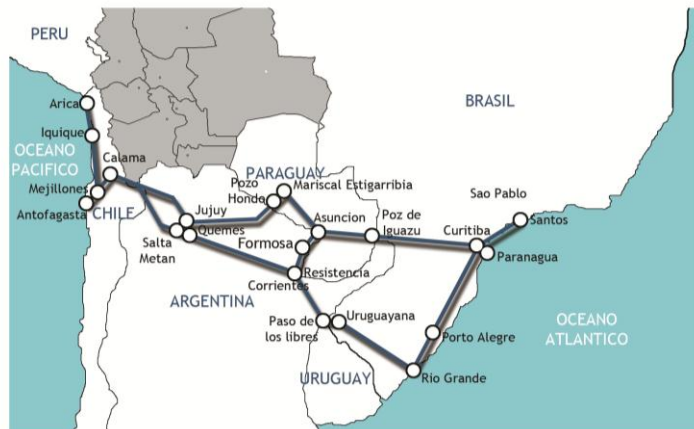 PERU
BRASIL
Arica
Iquique
OCEANO
PACIFICO
Calama
Mejillones
Antofagasta
CHILE
PARAGUAY
Pozo
Hondo
Mariscal Estigarribia
Jujuy
Quemes
Salta
Metan
Asuncion
Formosa
Poz de
Iguazu
Sao Pablo
Santos
Curitiba
Paranagua
Resistencia
Corrientes
ARGENTINA
Paso de
los libres
Uruguayana
OCEANO
ATLANTICO
Porto Alegre
URUGUAY
Rio Grande